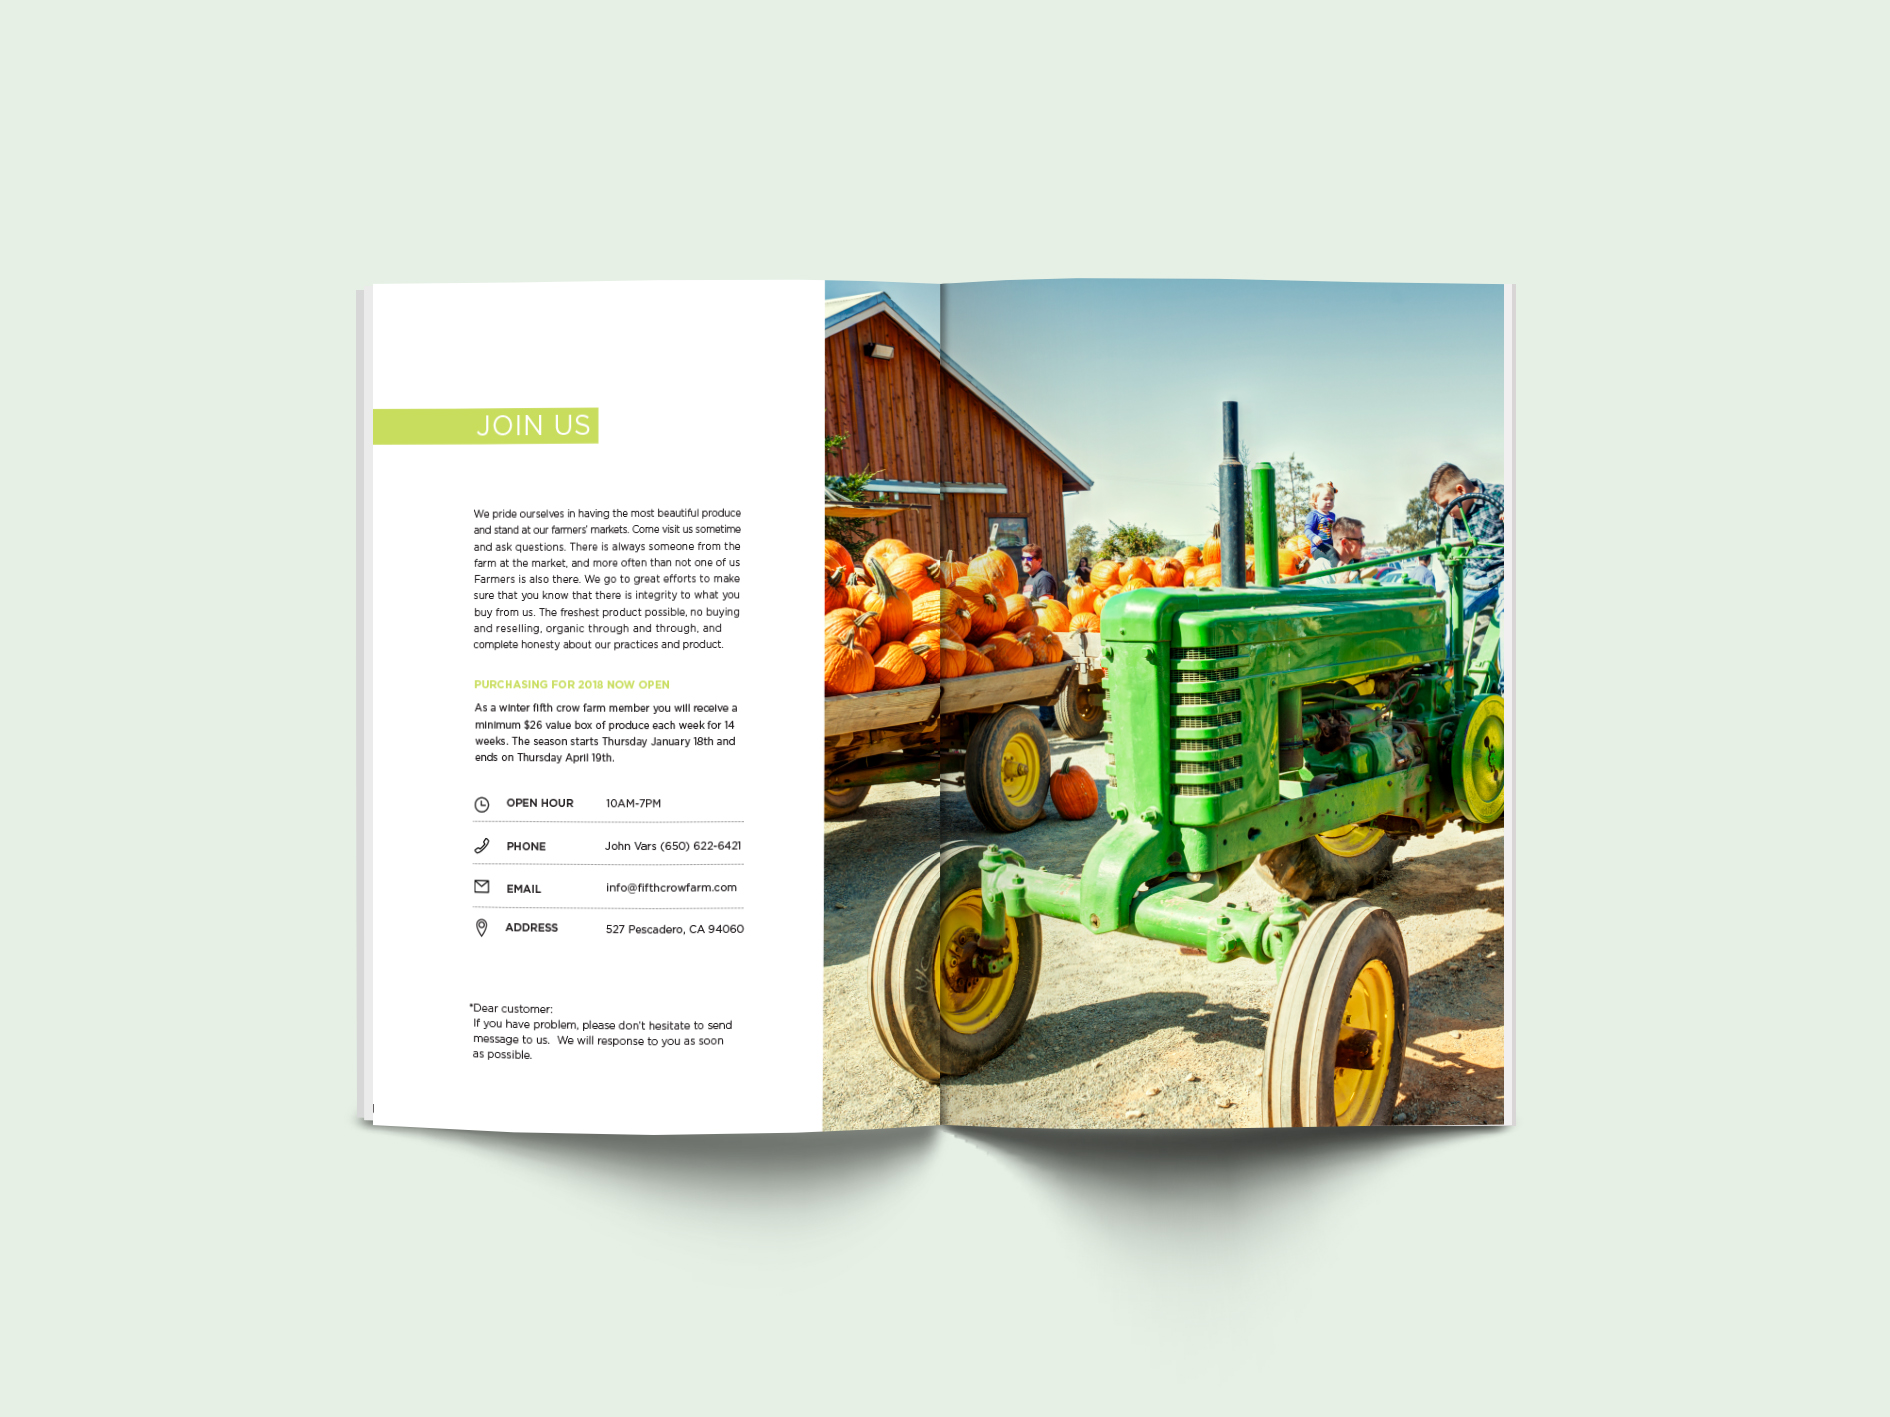 JOIN US
We pride ourselves in having the most beautiful produce
and stand at our farmers' markets. Come visit us sometime
and ask questions. There is always someone from the
farm at the market, and more often than not one of us
Farmers is also there. We go to great efforts to make
sure that you know that there is integrity to what you
buy from us. The freshest product possible, no buying
and reselling, organic through and through, and
complete honesty about our practices and product.
PURCHASING FOR 2018 NOW OPEN
As a winter fifth crow farm member you will receive a
minimum $26 value box of produce each week for 14
weeks. The season starts Thursday January 18th and
ends on Thursday April 19th.
OPEN HOUR 10AM-7PM
PHONE John Vars (650) 622-6421
EMAIL info@fifthcrowfarm.com
ADDRESS 527 Pescadero, CA 94060
*Dear customer:
If you have problem, please don't hesitate to send
message to us. We will response to you as soon
as possible.